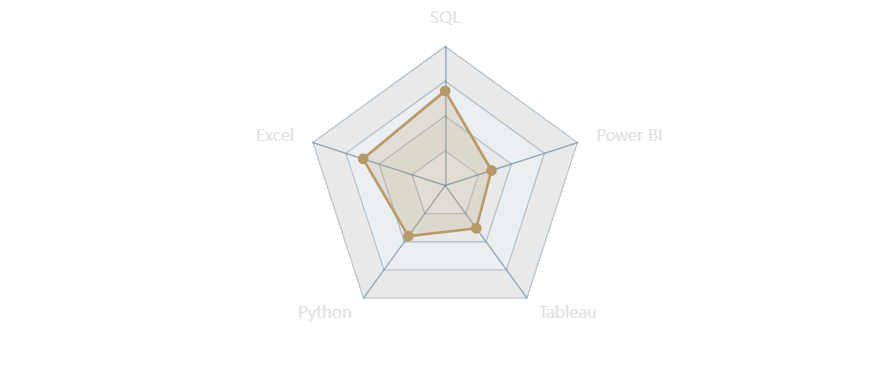 SQL
Excel
Power BI
Python
Tableau